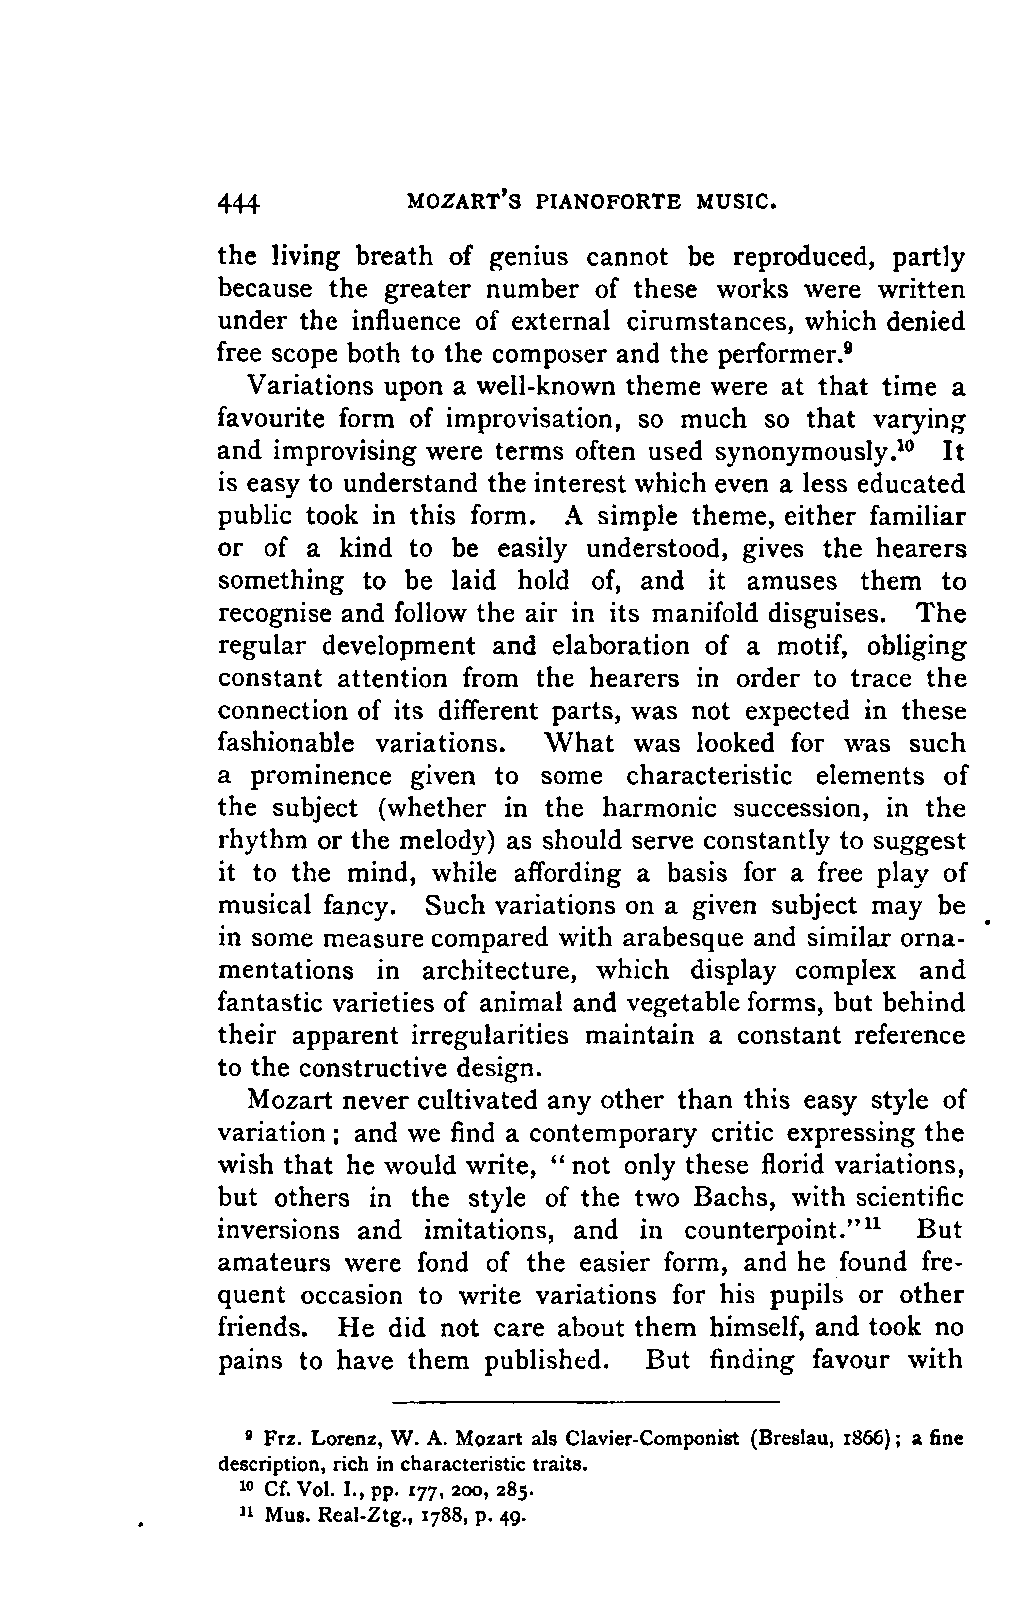 444 MOZART'S PIANOFORTE MUSIC.
the living breath of genius cannot be reproduced, partly
because the greater number of these works were written
under the influence of external cirumstances, which denied
free scope both to the composer and the performer.⁹
Variations upon a well-known theme were at that time a
favourite form of improvisation, so much so that varying
and improvising were terms often used synonymously.¹⁰ It
is easy to understand the interest which even a less educated
public took in this form. A simple theme, either familiar
or of a kind to be easily understood, gives the hearers
something to be laid hold of, and it amuses them to
recognise and follow the air in its manifold disguises. The
regular development and elaboration of a motif, obliging
constant attention from the hearers in order to trace the
connection of its different parts, was not expected in these
fashionable variations. What was looked for was such
a prominence given to some characteristic elements of
the subject (whether in the harmonic succession, in the
rhythm or the melody) as should serve constantly to suggest
it to the mind, while affording a basis for a free play of
musical fancy. Such variations on a given subject may be
in some measure compared with arabesque and similar orna-
mentations in architecture, which display complex and
fantastic varieties of animal and vegetable forms, but behind
their apparent irregularities maintain a constant reference
to the constructive design.
Mozart never cultivated any other than this easy style of
variation; and we find a contemporary critic expressing the
wish that he would write, "not only these florid variations,
but others in the style of the two Bachs, with scientific
inversions and imitations, and in counterpoint."¹¹ But
amateurs were fond of the easier form, and he found fre-
quent occasion to write variations for his pupils or other
friends. He did not care about them himself, and took no
pains to have them published. But finding favour with
⁹ Frz. Lorenz, W. A. Mozart als Clavier-Componist (Breslau, 1866); a fine
description, rich in characteristic traits.
¹⁰ Cf. Vol. I., pp. 177, 200, 285.
¹¹ Mus. Real-Ztg., 1788, p. 49.